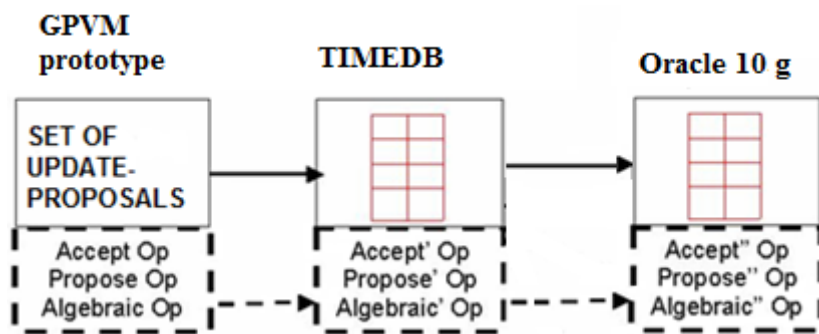 GPVM
prototype
TIMEDB
Oracle 10 g
SET OF
UPDATE-
PROPOSALS
Accept Op
Propose Op
Algebraic Op
Accept' Op
Propose' Op
Algebraic' Op
Accept" Op
Propose" Op
Algebraic" Op